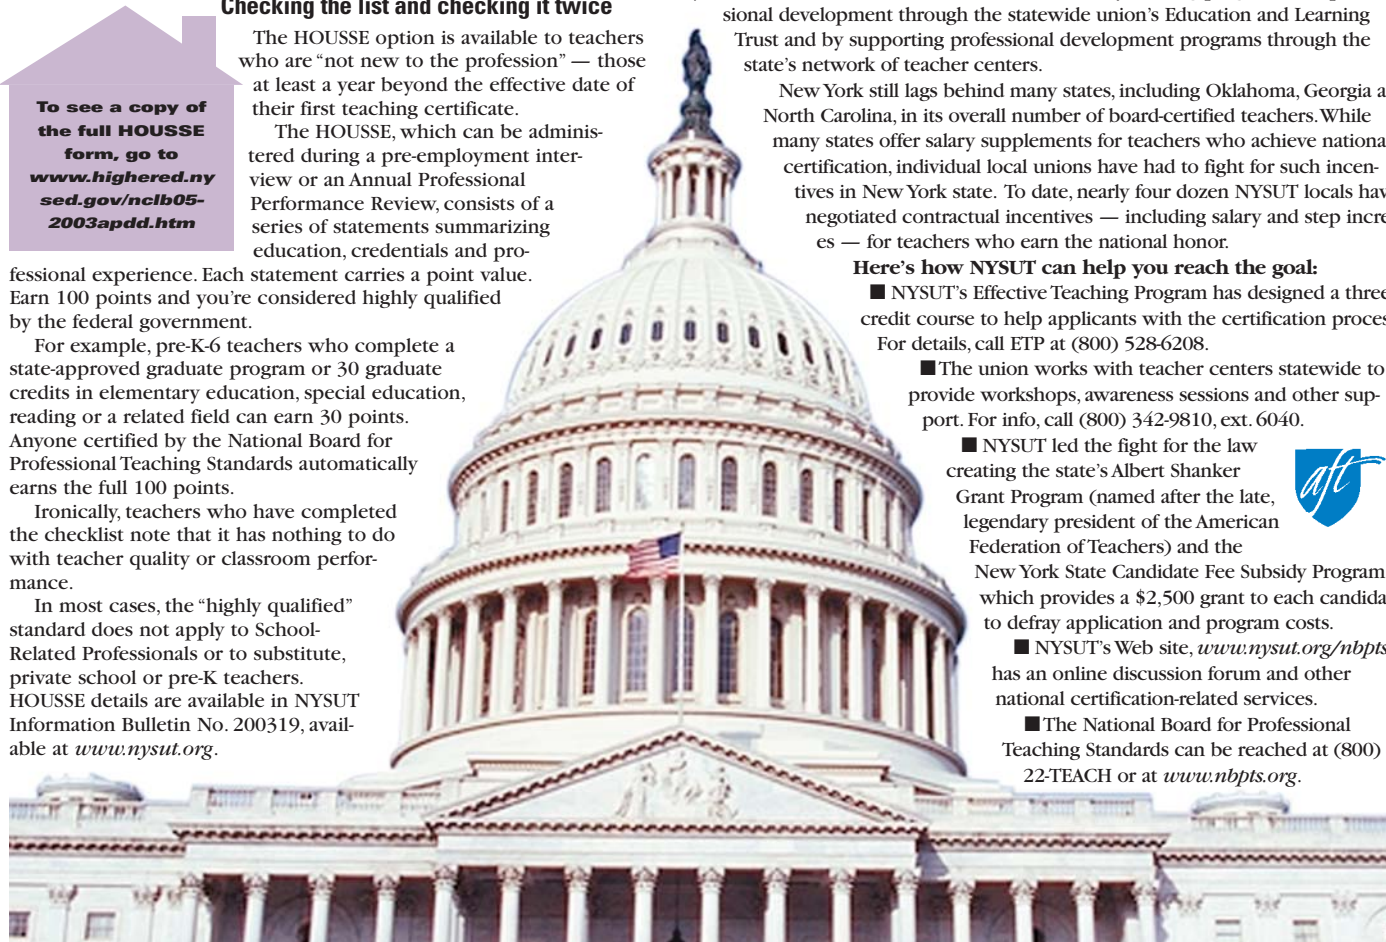 Checking the list and checking it twice
The HOUSSE option is available to teachers
who are “not new to the profession” — those
at least a year beyond the effective date of
their first teaching certificate.
The HOUSSE, which can be adminis-
tered during a pre-employment inter-
view or an Annual Professional
Performance Review, consists of a
series of statements summarizing
education, credentials and pro-
fessional experience. Each statement carries a point value.
Earn 100 points and you’re considered highly qualified
by the federal government.
For example, pre-K-6 teachers who complete a
state-approved graduate program or 30 graduate
credits in elementary education, special education,
reading or a related field can earn 30 points.
Anyone certified by the National Board for
Professional Teaching Standards automatically
earns the full 100 points.
Ironically, teachers who have completed
the checklist note that it has nothing to do
with teacher quality or classroom perfor-
mance.
In most cases, the “highly qualified”
standard does not apply to School-
Related Professionals or to substitute,
private school or pre-K teachers.
HOUSSE details are available in NYSUT
Information Bulletin No. 200319, avail-
able at www.nysut.org.
To see a copy of
the full HOUSSE
form, go to
www.highered.ny
sed.gov/nclb05-
2003apdd.htm
sional development through the statewide union’s Education and Learning
Trust and by supporting professional development programs through the
state’s network of teacher centers.
New York still lags behind many states, including Oklahoma, Georgia a
North Carolina, in its overall number of board-certified teachers. While
many states offer salary supplements for teachers who achieve nationa
certification, individual local unions have had to fight for such incen-
tives in New York state. To date, nearly four dozen NYSUT locals hav
negotiated contractual incentives — including salary and step incre
es — for teachers who earn the national honor.
Here’s how NYSUT can help you reach the goal:
■ NYSUT’s Effective Teaching Program has designed a three
credit course to help applicants with the certification proces
For details, call ETP at (800) 528-6208.
■ The union works with teacher centers statewide to
provide workshops, awareness sessions and other sup-
port. For info, call (800) 342-9810, ext. 6040.
■ NYSUT led the fight for the law
creating the state’s Albert Shanker
Grant Program (named after the late,
legendary president of the American
Federation of Teachers) and the
New York State Candidate Fee Subsidy Program
which provides a $2,500 grant to each candida
to defray application and program costs.
■ NYSUT’s Web site, www.nysut.org/nbpts
has an online discussion forum and other
national certification-related services.
■ The National Board for Professional
Teaching Standards can be reached at (800)
22-TEACH or at www.nbpts.org.
aft